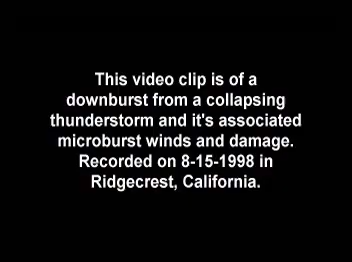 This video clip is of a
downburst from a collapsing
thunderstorm and it's associated
microburst winds and damage.
Recorded on 8-15-1998 in
Ridgecrest, California.